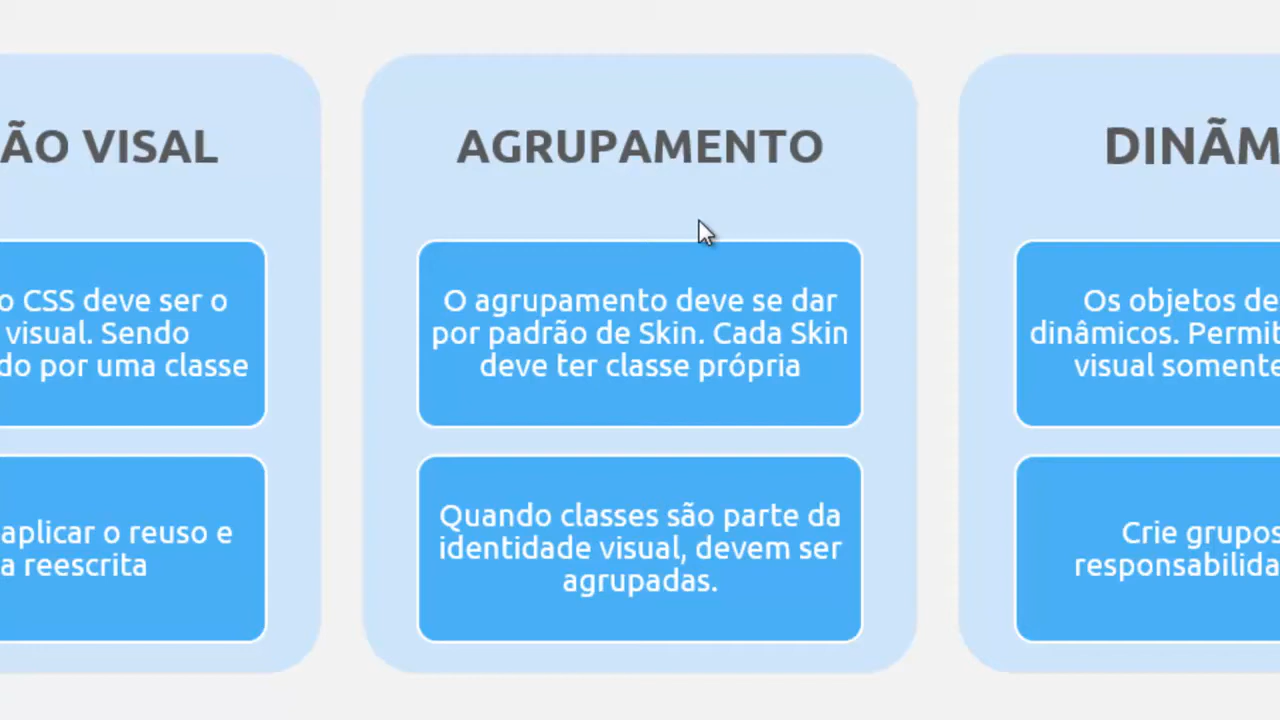 ÃO VISAL
o CSS deve ser o
visual. Sendo
do por uma classe
aplicar o reuso e
a reescrita
AGRUPAMENTO
O agrupamento deve se dar
por padrão de Skin. Cada Skin
deve ter classe própria
Quando classes são parte da
identidade visual, devem ser
agrupadas.
DINÃM
Os objetos de
dinâmicos. Permit
visual somente
Crie grupos
responsabilida